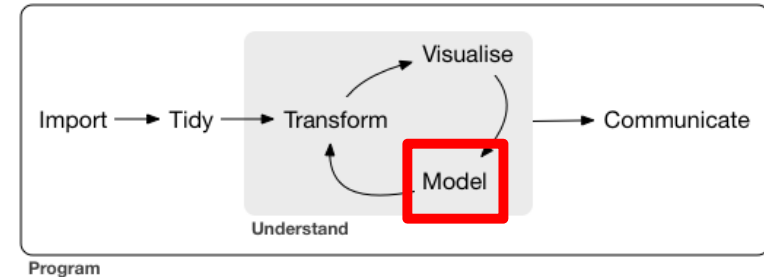 Visualise
Import Tidy Transform Communicate
Model
Understand
Program